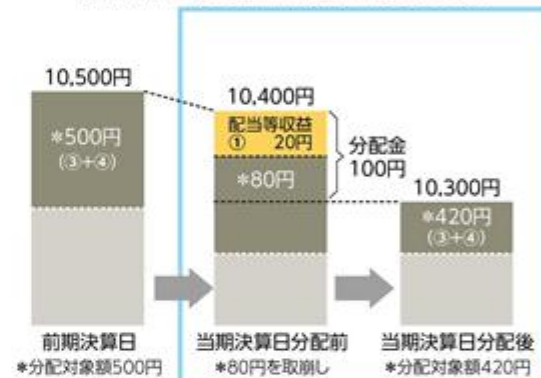 10,500円
*500円
(③+④)
10,400円
配当等収益
① 20円
*80円
分配金
100円
10,300円
*420円
(③+④)
前期決算日
*分配対象額500円
当期決算日分配前
*80円を取崩し
当期決算日分配後
*分配対象額420円